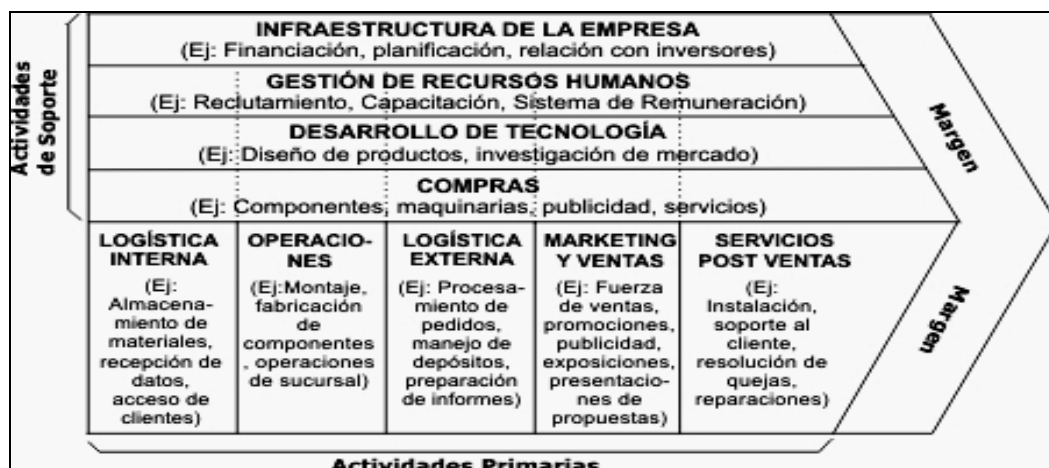 Actividades
de Soporte
INFRAESTRUCTURA DE LA EMPRESA
(Ej: Financiación, planificación, relación con inversores)
GESTIÓN DE RECURSOS HUMANOS
(Ej: Reclutamiento, Capacitación, Sistema de Remuneración)
DESARROLLO DE TECNOLOGÍA
(Ej: Diseño de productos, investigación de mercado)
COMPRAS
(Ej: Componentes, maquinarias, publicidad, servicios)
Margen
LOGÍSTICA
INTERNA
(Ej:
Almacena-
miento de
materiales,
recepción de
datos,
acceso de
clientes)
OPERACIO-
NES
(Ej:Montaje,
fabricación
de
componentes
, operaciones
de sucursal)
LOGÍSTICA
EXTERNA
(Ej: Procesa-
miento de
pedidos,
manejo de
depósitos,
preparación
de informes)
MARKETING
Y VENTAS
(Ej: Fuerza
de ventas,
promociones,
publicidad,
exposiciones,
presentacio-
nes de
propuestas)
SERVICIOS
POST VENTAS
(Ej:
Instalación,
soporte al
cliente,
resolución de
quejas,
reparaciones)
Margen
Actividades Primarias